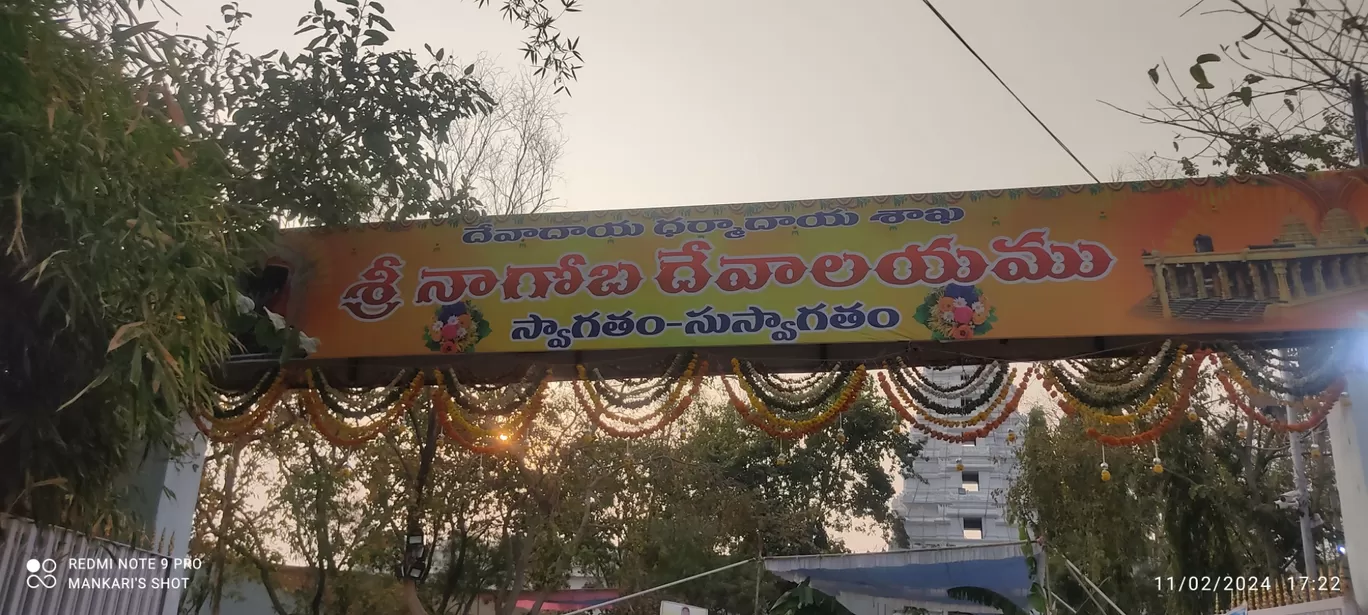 దేవాదాయ ధర్మాదాయ శాఖ
శ్రీ నాగోబ దేవాలయము
స్వాగతం-సుస్వాగతం
REDMI NOTE 9 PRO
MANKARI'S SHOT
11/02/2024 17:22